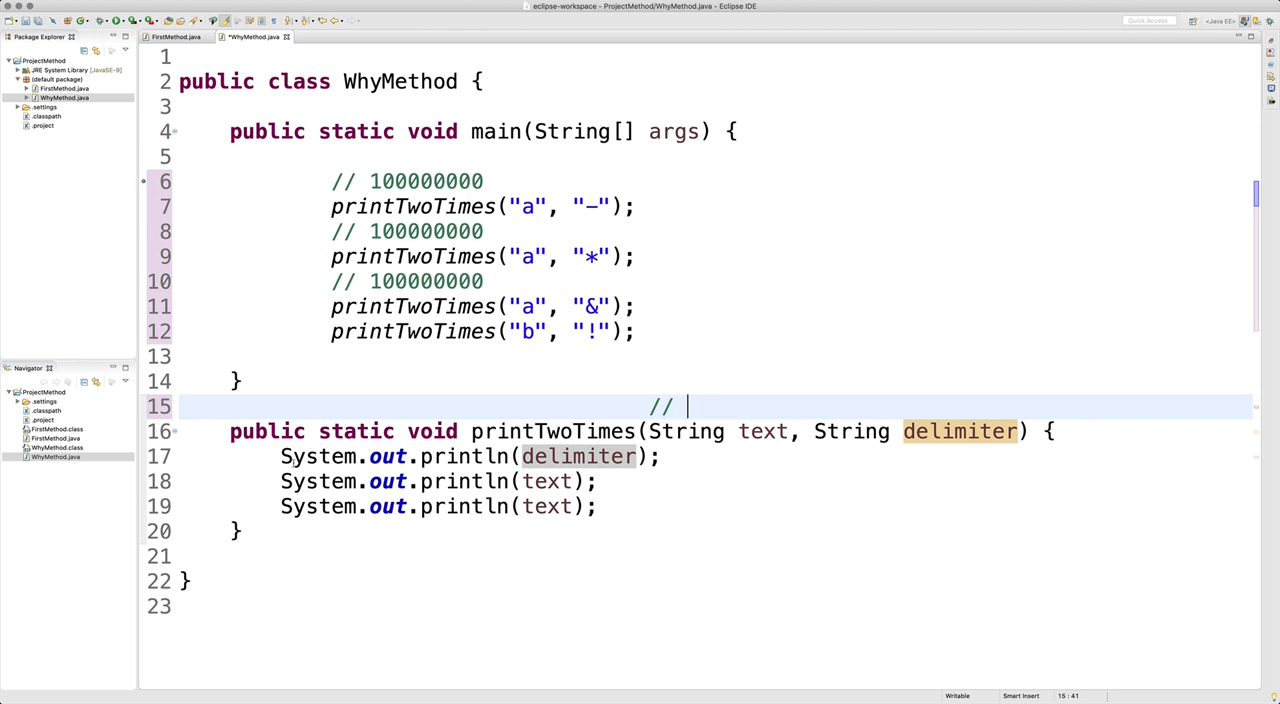 eclipse-workspace - ProjectMethod/WhyMethod.java - Eclipse IDE
Quick Access
<Java EE>
Package Explorer
ProjectMethod
JRE System Library [JavaSE-9]
(default package)
FirstMethod.java
WhyMethod.java
.settings
.classpath
.project
Navigator
ProjectMethod
.settings
.classpath
.project
FirstMethod.class
FirstMethod.java
WhyMethod.class
WhyMethod.java
FirstMethod.java
*WhyMethod.java
1
2 public class WhyMethod {
3
4 public static void main(String[] args) {
5
6 // 100000000
7 printTwoTimes("a", "-");
8 // 100000000
9 printTwoTimes("a", "*");
10 // 100000000
11 printTwoTimes("a", "&");
12 printTwoTimes("b", "!");
13
14 }
15 //
16 public static void printTwoTimes(String text, String delimiter) {
17 System.out.println(delimiter);
18 System.out.println(text);
19 System.out.println(text);
20 }
21
22 }
23
Writable
Smart Insert
15 : 41